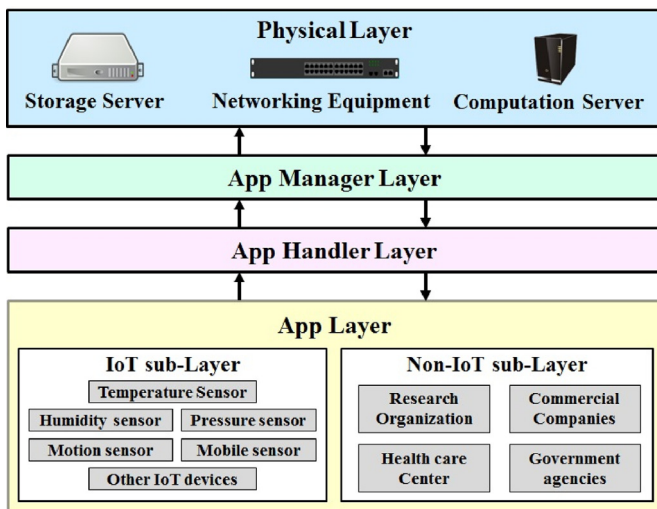 Physical Layer
Storage Server
Networking Equipment
Computation Server
App Manager Layer
App Handler Layer
App Layer
IoT sub-Layer
Temperature Sensor
Humidity sensor
Pressure sensor
Motion sensor
Mobile sensor
Other IoT devices
Non-IoT sub-Layer
Research
Organization
Commercial
Companies
Health care
Center
Government
agencies